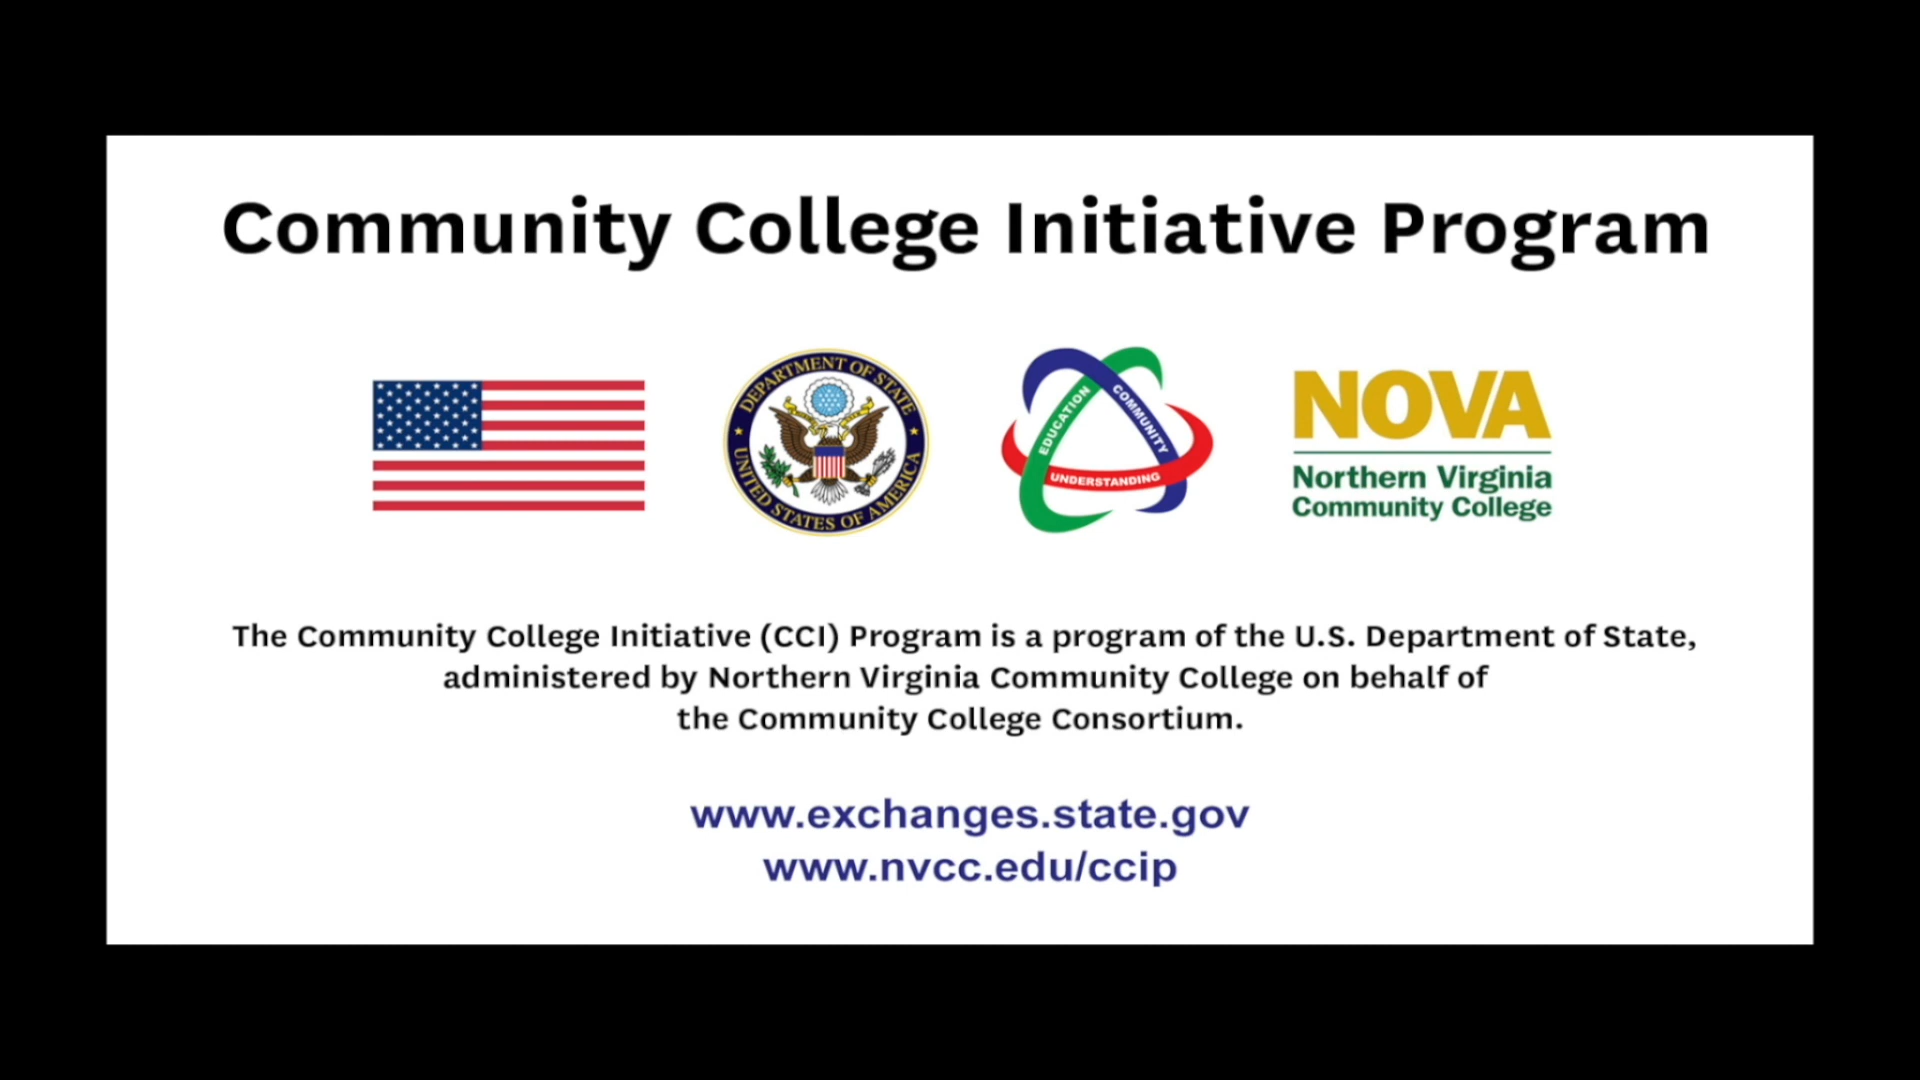 Community College Initiative Program
DEPARTMENT OF STATE
UNITED STATES OF AMERICA
EDUCATION
COMMUNITY
UNDERSTANDING
NOVA
Northern Virginia
Community College
The Community College Initiative (CCI) Program is a program of the U.S. Department of State,
administered by Northern Virginia Community College on behalf of
the Community College Consortium.
www.exchanges.state.gov
www.nvcc.edu/ccip